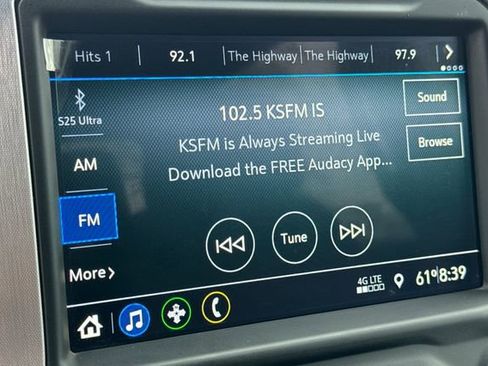 Hits 1 92.1 The Highway The Highway 97.9
S25 Ultra
102.5 KSFM IS
Sound
KSFM is Always Streaming Live
Browse
AM
Download the FREE Audacy App...
FM
Tune
More
4G LTE
61° 8:39